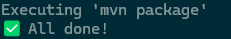 Executing 'mvn package'
✅ All done!